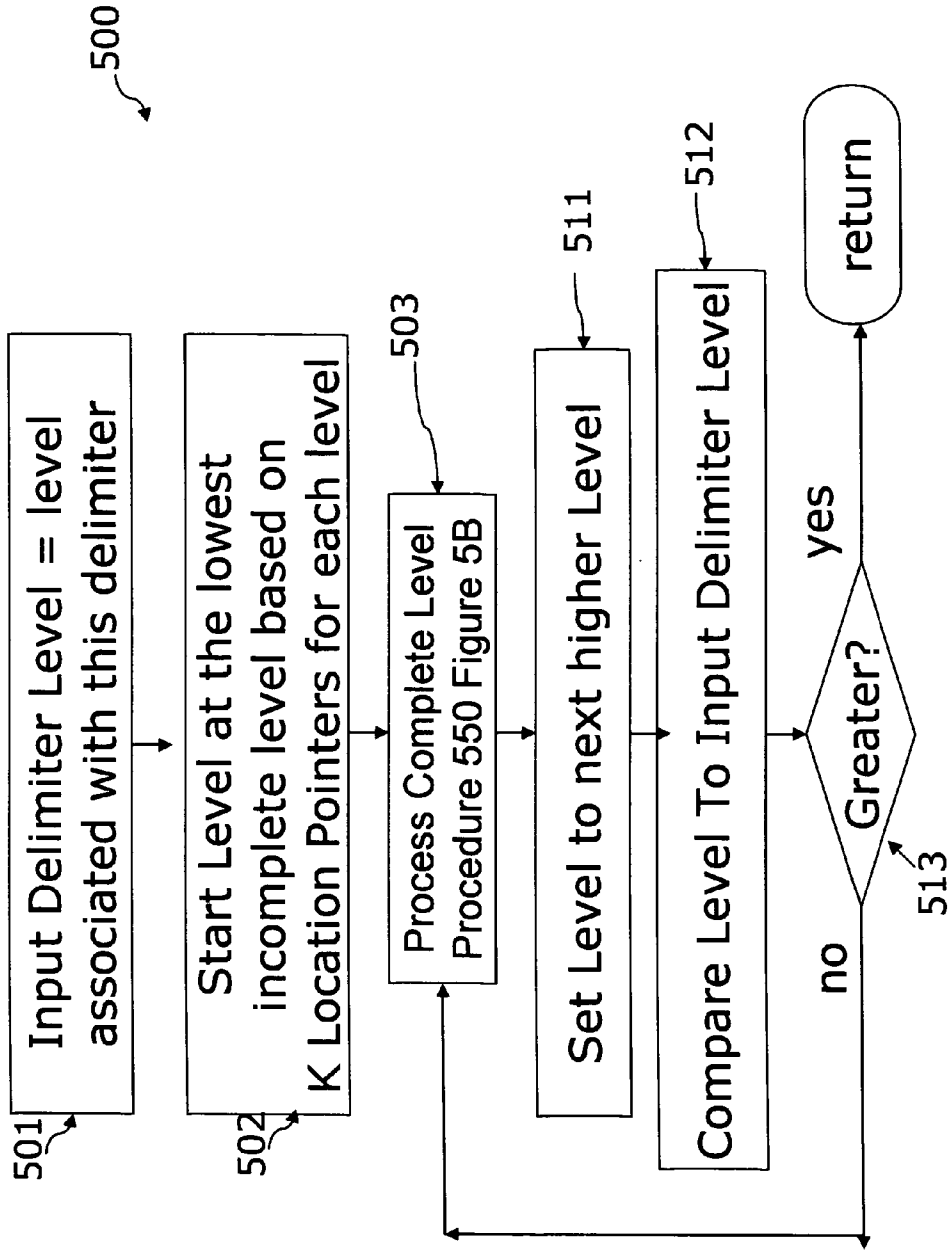 500
501
Input Delimiter Level = level
associated with this delimiter
502
Start Level at the lowest
incomplete level based on
K Location Pointers for each level
503
Process Complete Level
Procedure 550 Figure 5B
511
Set Level to next higher Level
512
Compare Level To Input Delimiter Level
513
Greater?
no
yes
return